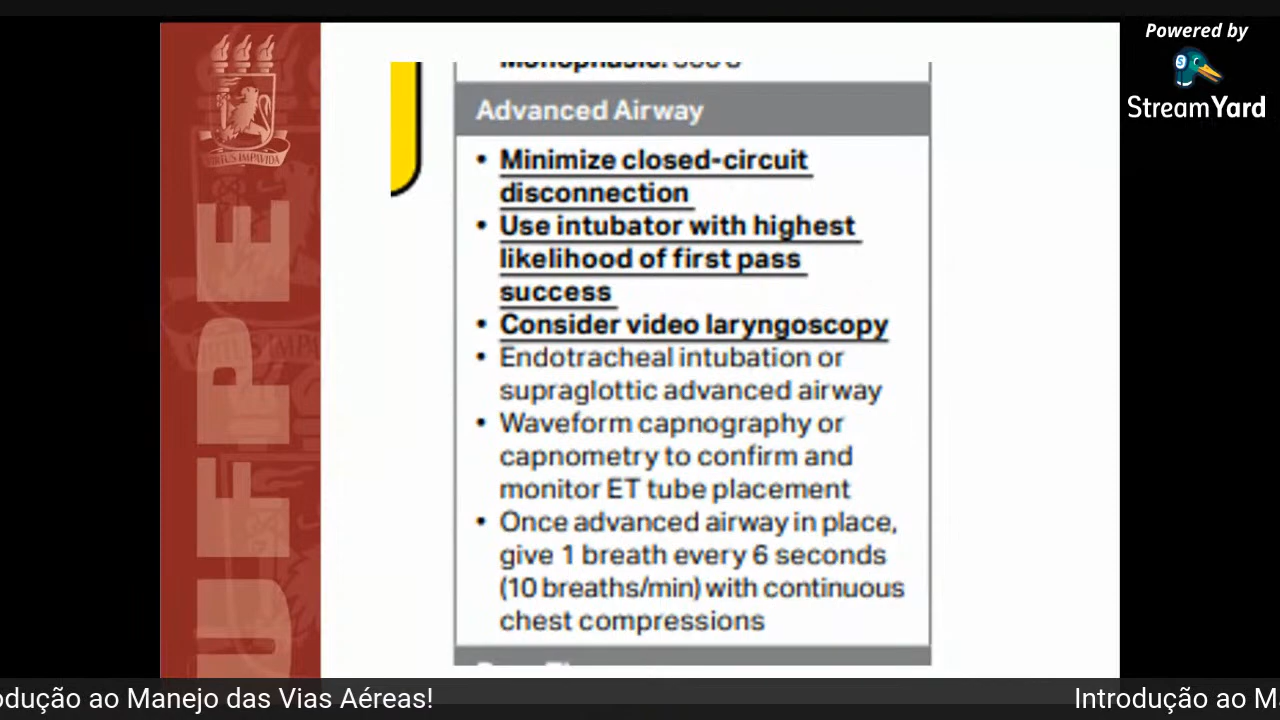 Powered by
StreamYard
VIRTUS IMPAVIDA
UFPE
Advanced Airway
• Minimize closed-circuit
disconnection
• Use intubator with highest
likelihood of first pass
success
• Consider video laryngoscopy
• Endotracheal intubation or
supraglottic advanced airway
• Waveform capnography or
capnometry to confirm and
monitor ET tube placement
• Once advanced airway in place,
give 1 breath every 6 seconds
(10 breaths/min) with continuous
chest compressions
odução ao Manejo das Vias Aéreas!
Introdução ao M